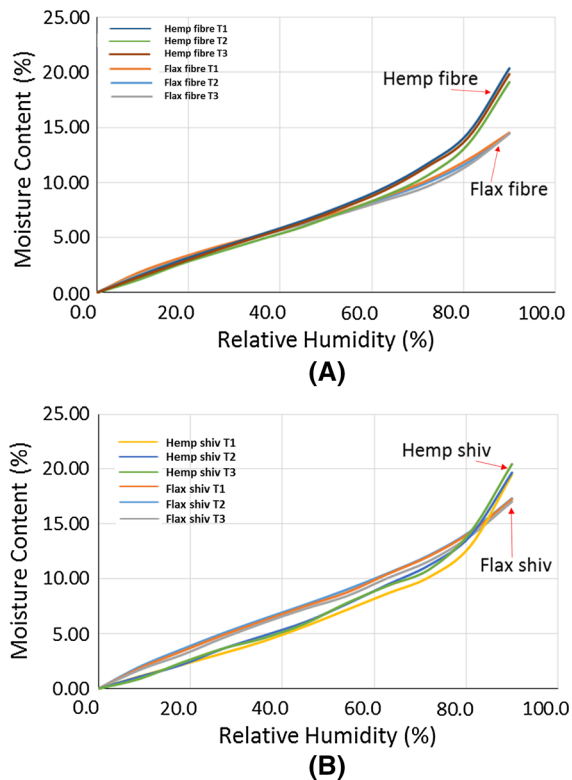 Hemp fibre T1
Hemp fibre T2
Hemp fibre T3
Flax fibre T1
Flax fibre T2
Flax fibre T3
Hemp fibre
Flax fibre
25.00
20.00
15.00
10.00
5.00
0.00
Moisture Content (%)
0.0 20.0 40.0 60.0 80.0 100.0
Relative Humidity (%)
(A)
Hemp shiv T1
Hemp shiv T2
Hemp shiv T3
Flax shiv T1
Flax shiv T2
Flax shiv T3
Hemp shiv
Flax shiv
25.00
20.00
15.00
10.00
5.00
0.00
Moisture Content (%)
0.0 20.0 40.0 60.0 80.0 100.0
Relative Humidity (%)
(B)